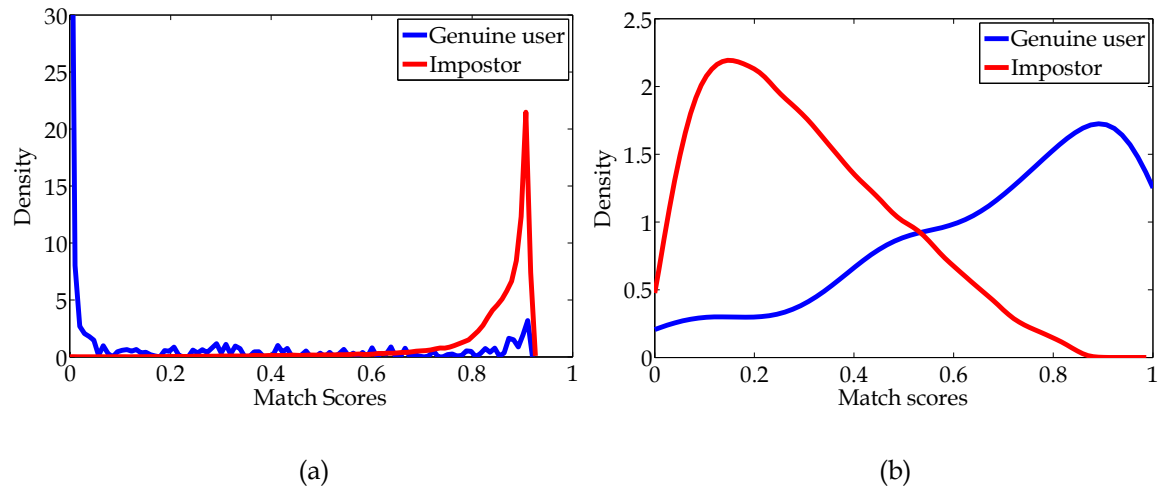 30
25
20
15
10
5
0
Density
0
0.2
0.4
0.6
0.8
1
Match Scores
Genuine user
Impostor
(a)
2.5
2
1.5
1
0.5
0
Density
0
0.2
0.4
0.6
0.8
1
Match scores
Genuine user
Impostor
(b)